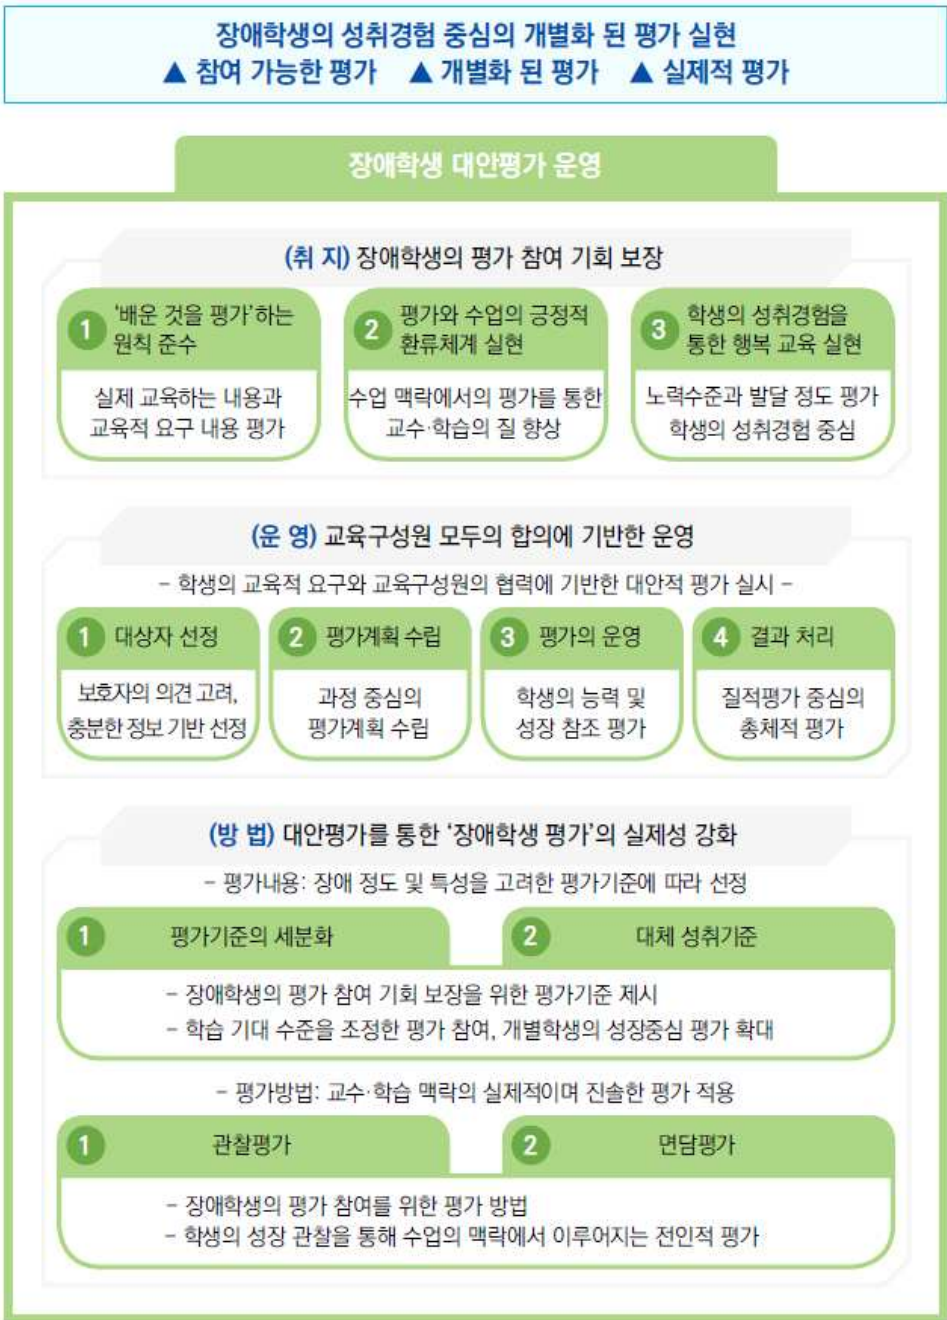 장애학생의 성취경험 중심의 개별화 된 평가 실현
▲ 참여 가능한 평가 ▲ 개별화 된 평가 ▲ 실제적 평가
장애학생 대안평가 운영
(취 지) 장애학생의 평가 참여 기회 보장
1 '배운 것을 평가'하는
원칙 준수
실제 교육하는 내용과
교육적 요구 내용 평가
2 평가와 수업의 긍정적
환류체계 실현
수업 맥락에서의 평가를 통한
교수·학습의 질 향상
3 학생의 성취경험을
통한 행복 교육 실현
노력수준과 발달 정도 평가
학생의 성취경험 중심
(운 영) 교육구성원 모두의 합의에 기반한 운영
– 학생의 교육적 요구와 교육구성원의 협력에 기반한 대안적 평가 실시 –
1 대상자 선정
보호자의 의견 고려,
충분한 정보 기반 선정
2 평가계획 수립
과정 중심의
평가계획 수립
3 평가의 운영
학생의 능력 및
성장 참조 평가
4 결과 처리
질적평가 중심의
총체적 평가
(방 법) 대안평가를 통한 '장애학생 평가'의 실제성 강화
– 평가내용: 장애 정도 및 특성을 고려한 평가기준에 따라 선정
1 평가기준의 세분화
2 대체 성취기준
– 장애학생의 평가 참여 기회 보장을 위한 평가기준 제시
– 학습 기대 수준을 조정한 평가 참여, 개별학생의 성장중심 평가 확대
– 평가방법: 교수·학습 맥락의 실제적이며 진솔한 평가 적용
1 관찰평가
2 면담평가
– 장애학생의 평가 참여를 위한 평가 방법
– 학생의 성장 관찰을 통해 수업의 맥락에서 이루어지는 전인적 평가